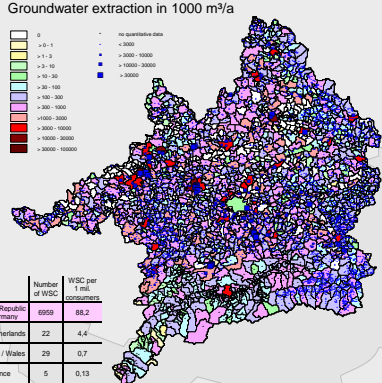 Groundwater extraction in 1000 m³/a
0
> 0 - 1
> 1 - 3
> 3 - 10
> 10 - 30
> 30 - 100
> 100 - 300
> 300 - 1000
>1000 - 3000
> 3000 - 10000
> 10000 - 30000
> 30000 - 100000
no quantitative data
< 3000
> 3000 - 10000
> 10000 - 30000
> 30000
Number of WSC
WSC per 1 mil. consumers
Republic
many 6959 88,2
erlands 22 4,4
/ Wales 29 0,7
nce 5 0,13